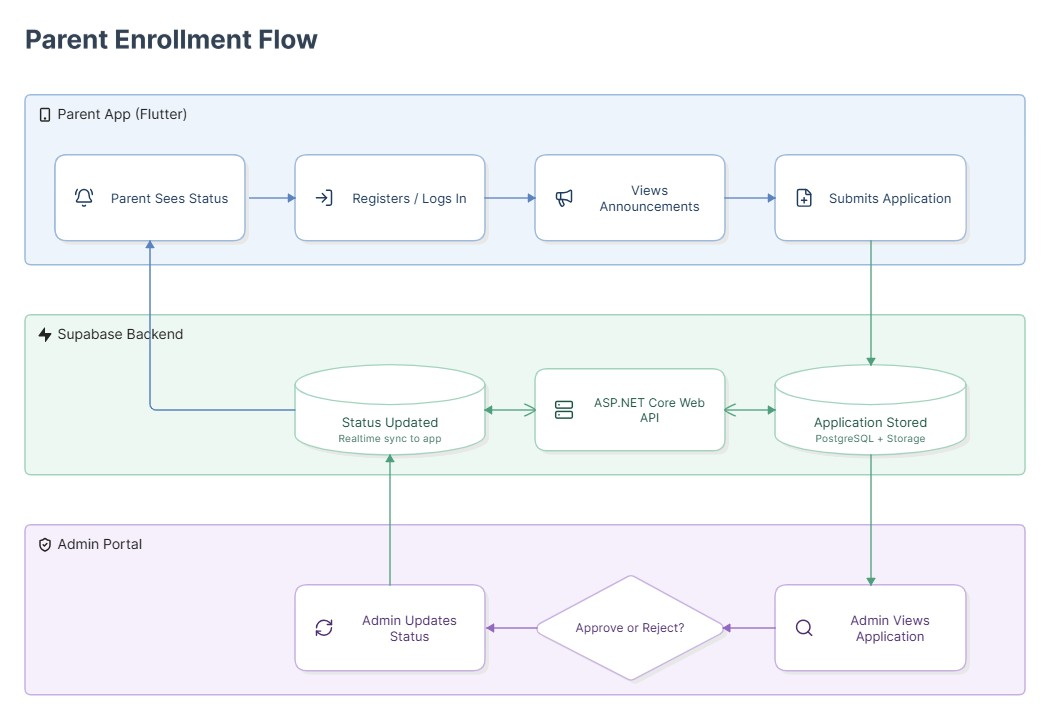 Parent Enrollment Flow
Parent App (Flutter)
Parent Sees Status
Registers / Logs In
Views
Announcements
Submits Application
Supabase Backend
Status Updated
Realtime sync to app
ASP.NET Core Web
API
Application Stored
PostgreSQL + Storage
Admin Portal
Admin Updates
Status
Approve or Reject?
Admin Views
Application